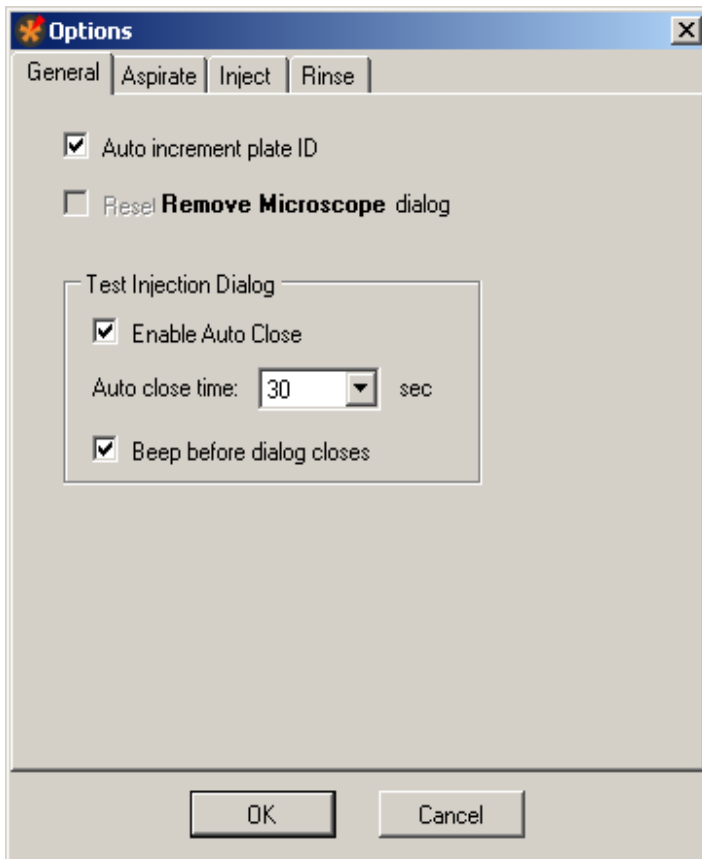 Options
General Aspirate Inject Rinse
Auto increment plate ID
Reset Remove Microscope dialog
Test Injection Dialog
Enable Auto Close
Auto close time: 30 sec
Beep before dialog closes
OK Cancel